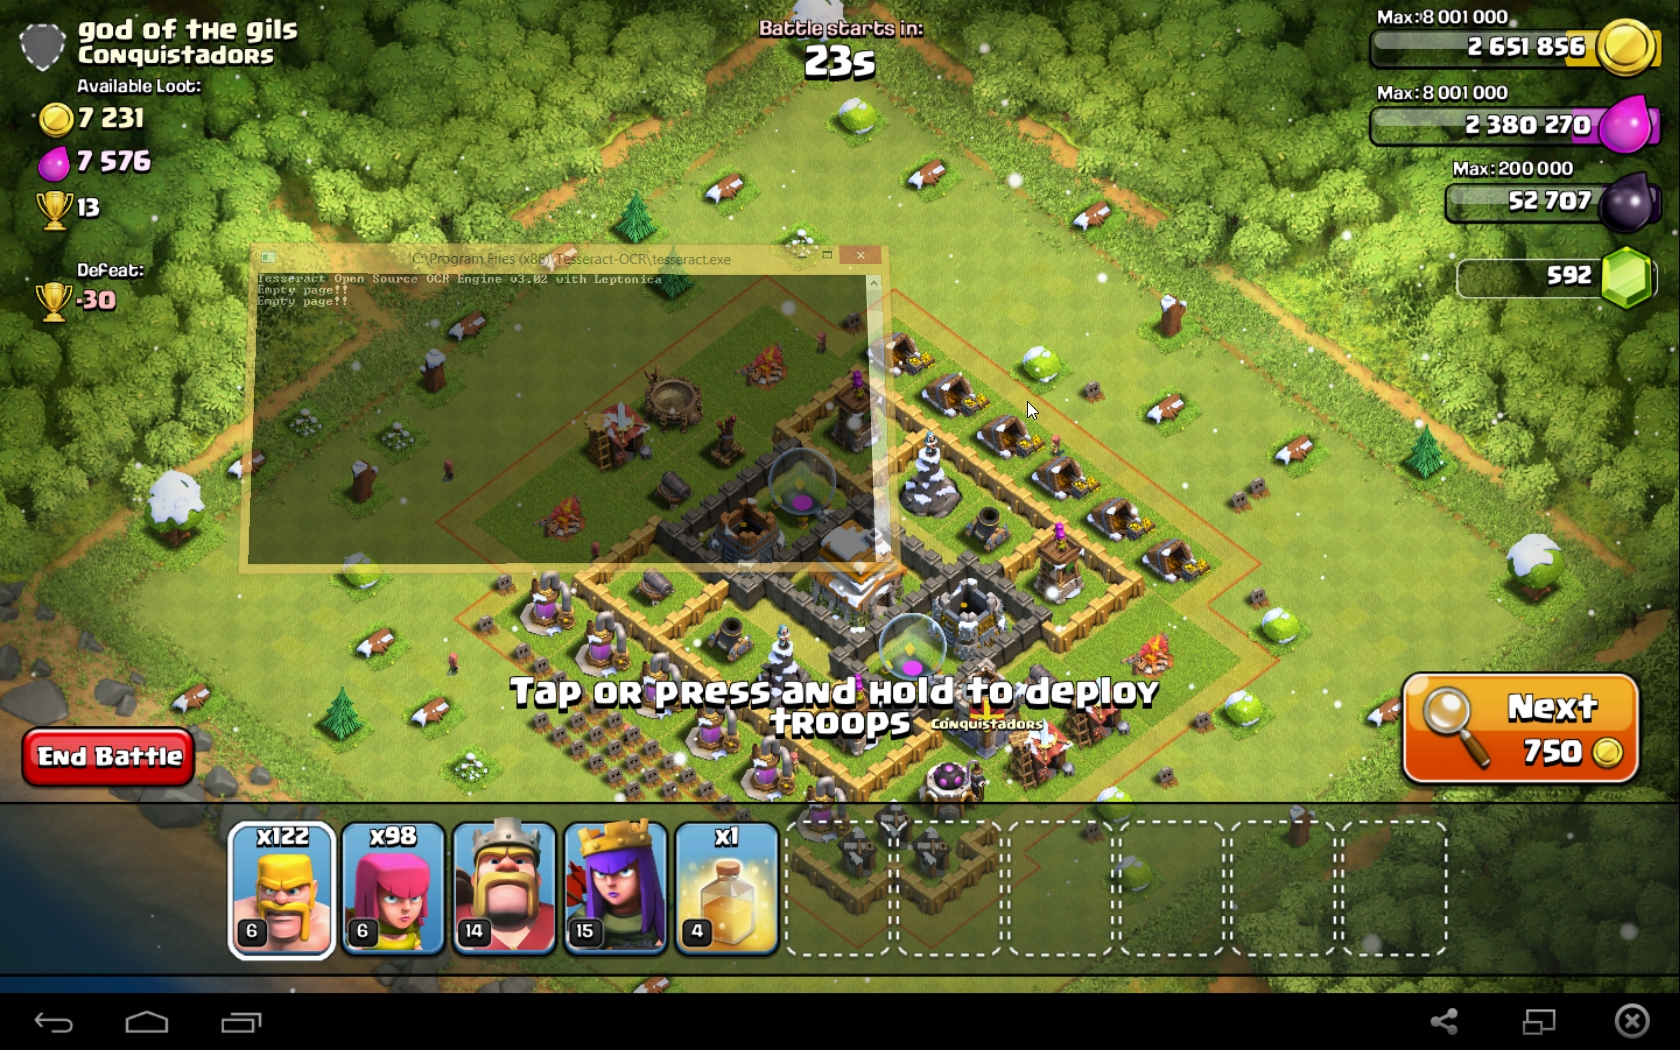 god of the gils
Conquistadors
Available Loot:
7 231
7 576
13
Defeat:
-30
Battle starts in:
23s
Max: 8 001 000
2 651 856
Max: 8 001 000
2 380 270
Max: 200 000
52 707
592
C:\Program Files (x86)\Tesseract-OCR\tesseract.exe
Tesseract Open Source OCR Engine v3.02 with Leptonica
Empty page!!
Empty page!!
Tap or press and hold to deploy
troops
Conquistadors
End Battle
Next
750
x122
x98
x1
6
6
14
15
4